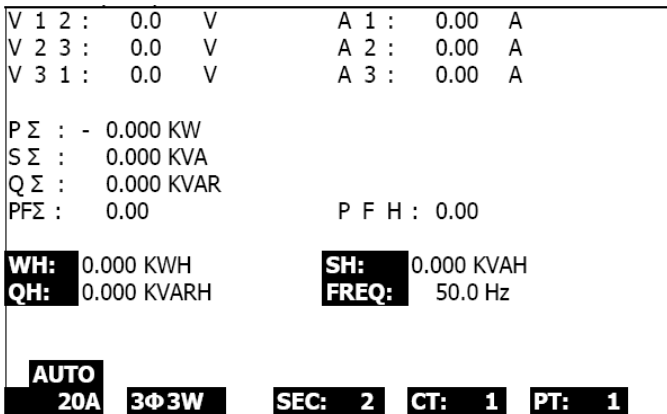 V 1 2 : 0.0 V A 1 : 0.00 A
V 2 3 : 0.0 V A 2 : 0.00 A
V 3 1 : 0.0 V A 3 : 0.00 A
P Σ : - 0.000 KW
S Σ : 0.000 KVA
Q Σ : 0.000 KVAR
PFΣ : 0.00 P F H : 0.00
WH: 0.000 KWH SH: 0.000 KVAH
QH: 0.000 KVARH FREQ: 50.0 Hz
AUTO
20A 3Φ3W SEC: 2 CT: 1 PT: 1